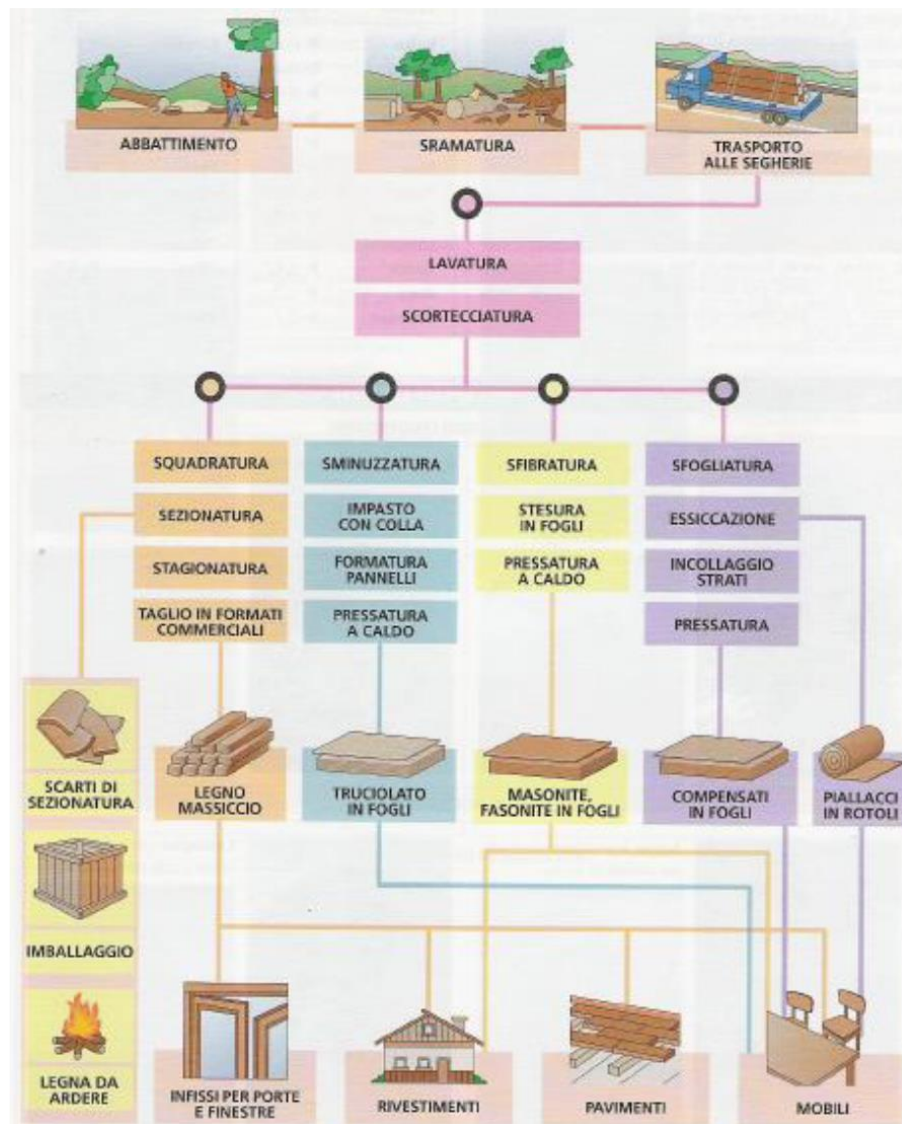 ABBATTIMENTO
SRAMATURA
TRASPORTO
ALLE SEGHERIE
LAVATURA
SCORTECCIATURA
SQUADRATURA
SEZIONATURA
STAGIONATURA
TAGLIO IN FORMATI
COMMERCIALI
SMINUZZATURA
IMPASTO
CON COLLA
FORMATURA
PANNELLI
PRESSATURA
A CALDO
SFIBRATURA
STESURA
IN FOGLI
PRESSATURA
A CALDO
SFOGLIATURA
ESSICCAZIONE
INCOLLAGGIO
STRATI
PRESSATURA
SCARTI DI
SEZIONATURA
LEGNO
MASSICCIO
TRUCIOLATO
IN FOGLI
MASONITE,
FASONITE IN FOGLI
COMPENSATI
IN FOGLI
PIALLACCI
IN ROTOLI
IMBALLAGGIO
LEGNA DA
ARDERE
INFISSI PER PORTE
E FINESTRE
RIVESTIMENTI
PAVIMENTI
MOBILI